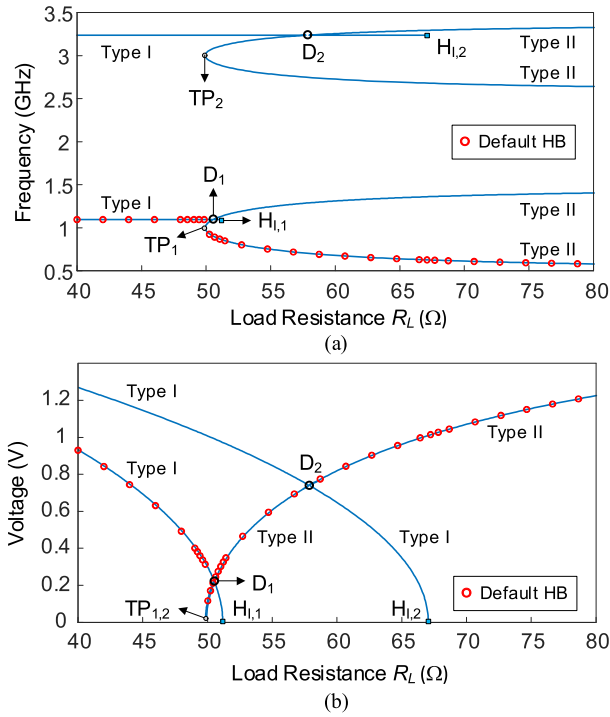 3.5
3
2.5
2
1.5
1
0.5
Frequency (GHz)
Type I
D2
HI,2
Type II
Type II
TP2
Default HB
D1
Type I
HI,1
Type II
TP1
Type II
40 45 50 55 60 65 70 75 80
Load Resistance RL (Ω)
(a)
1.2
1
0.8
0.6
0.4
0.2
0
Voltage (V)
Type I
Type I
D2
Type II
Type II
Type I
D1
TP1,2
HI,1
HI,2
Default HB
40 45 50 55 60 65 70 75 80
Load Resistance RL (Ω)
(b)